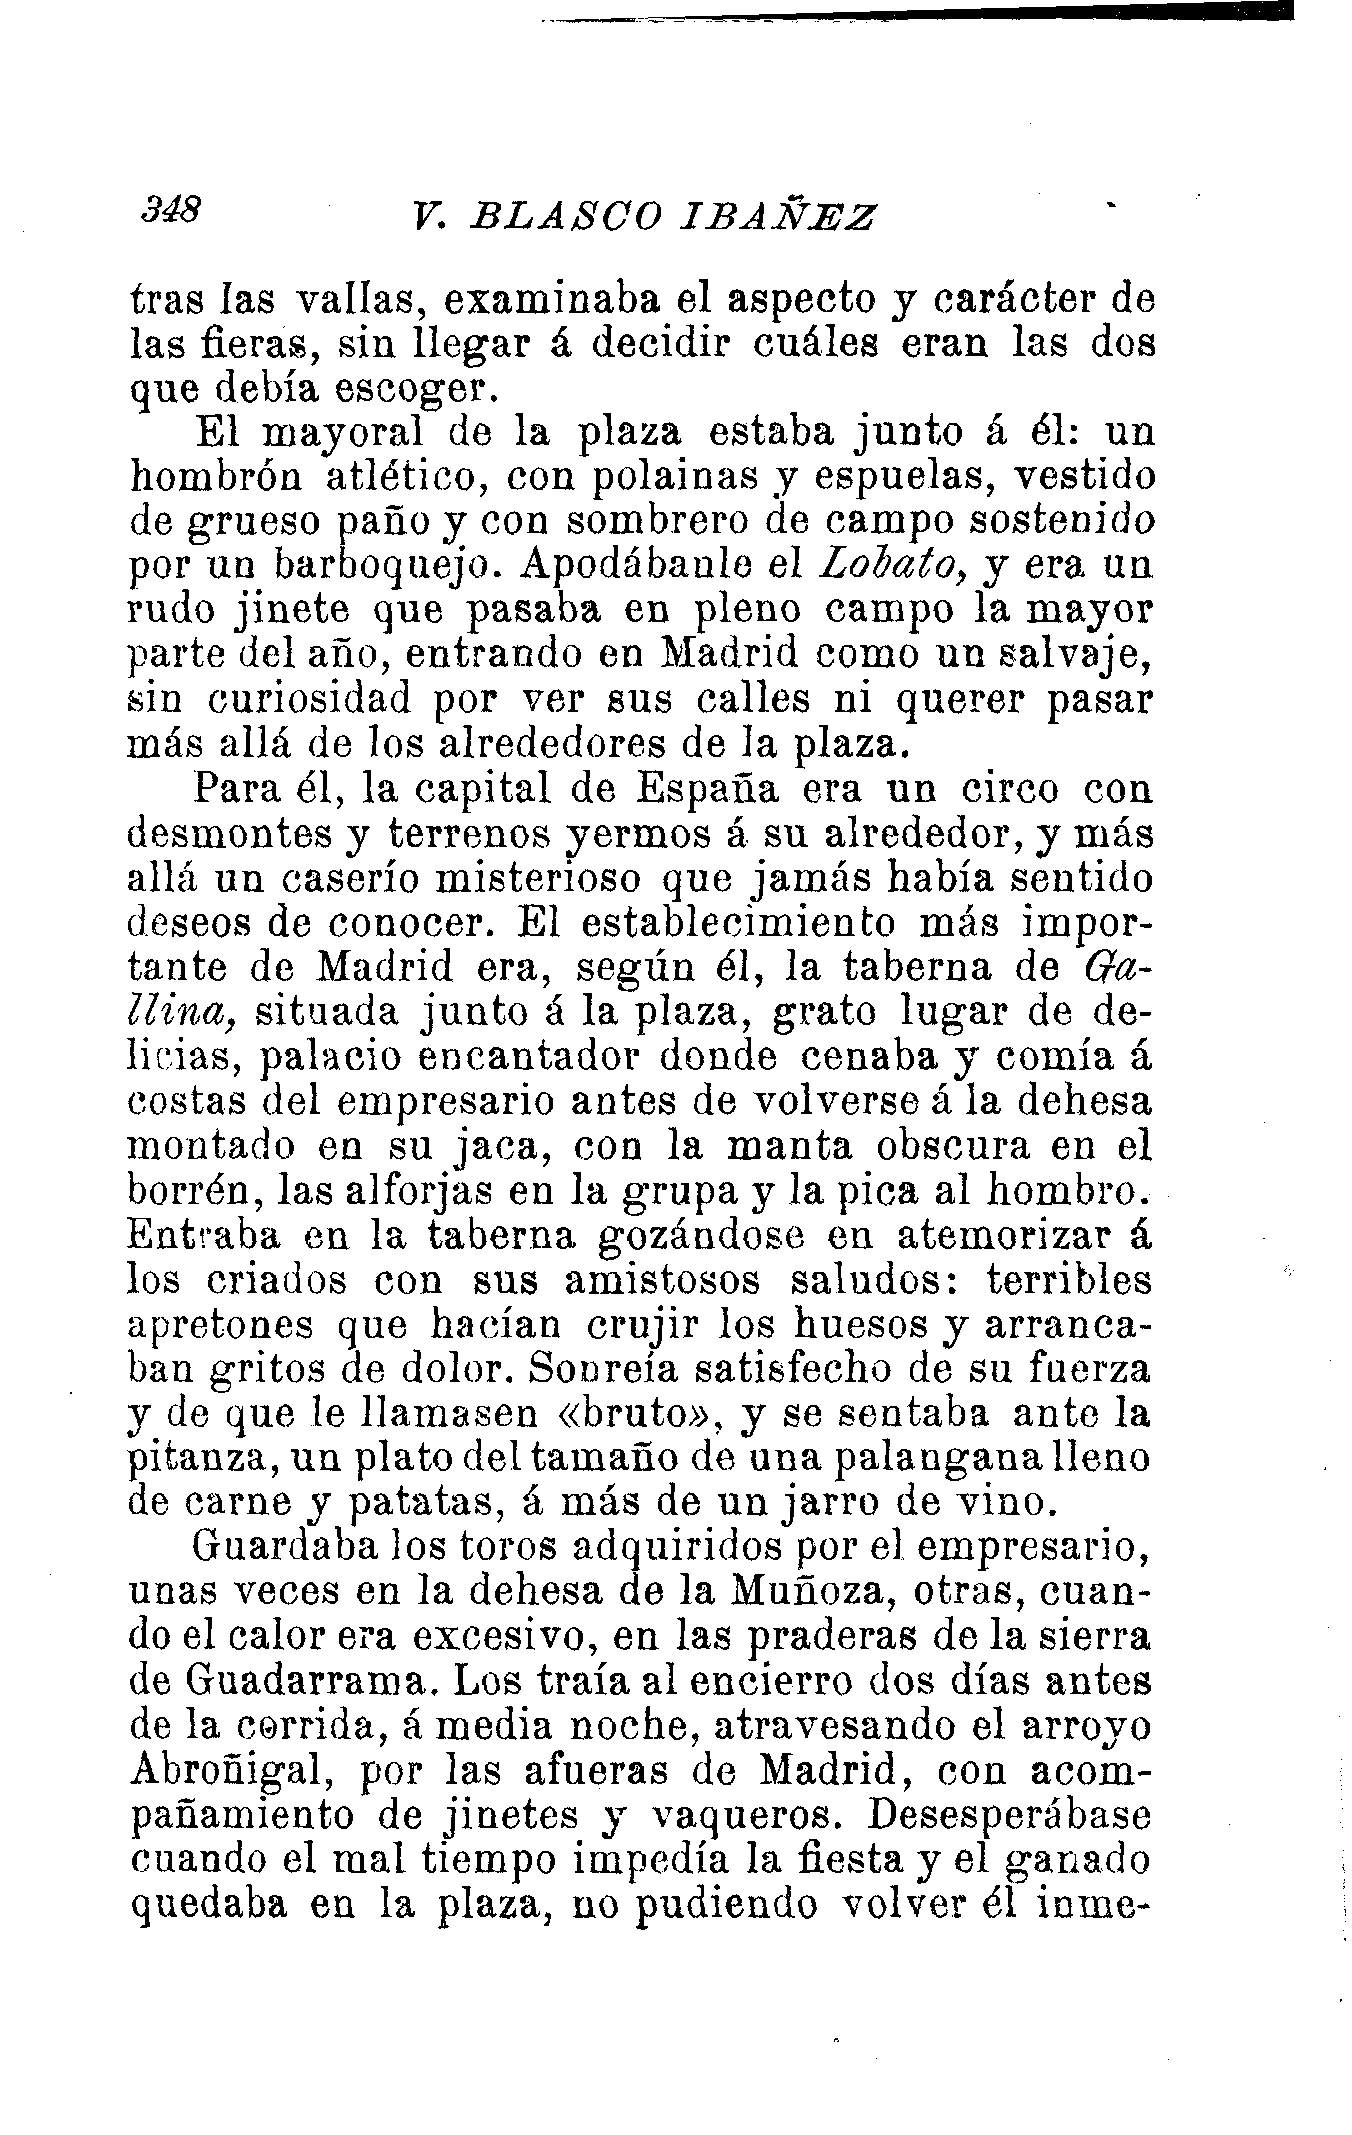 348 V. BLASCO IBAÑEZ
tras las vallas, examinaba el aspecto y carácter de
las fieras, sin llegar á decidir cuáles eran las dos
que debía escoger.
El mayoral de la plaza estaba junto á él: un
hombrón atlético, con polainas y espuelas, vestido
de grueso paño y con sombrero de campo sostenido
por un barboquejo. Apodábanle el Lobato, y era un
rudo jinete que pasaba en pleno campo la mayor
parte del año, entrando en Madrid como un salvaje,
sin curiosidad por ver sus calles ni querer pasar
más allá de los alrededores de la plaza.
Para él, la capital de España era un circo con
desmontes y terrenos yermos á su alrededor, y más
allá un caserío misterioso que jamás había sentido
deseos de conocer. El establecimiento más impor-
tante de Madrid era, según él, la taberna de Ga-
llina, situada junto á la plaza, grato lugar de de-
licias, palacio encantador donde cenaba y comía á
costas del empresario antes de volverse á la dehesa
montado en su jaca, con la manta obscura en el
borrén, las alforjas en la grupa y la pica al hombro.
Entraba en la taberna gozándose en atemorizar á
los criados con sus amistosos saludos: terribles
apretones que hacían crujir los huesos y arranca-
ban gritos de dolor. Sonreía satisfecho de su fuerza
y de que le llamasen «bruto», y se sentaba ante la
pitanza, un plato del tamaño de una palangana lleno
de carne y patatas, á más de un jarro de vino.
Guardaba los toros adquiridos por el empresario,
unas veces en la dehesa de la Muñoza, otras, cuan-
do el calor era excesivo, en las praderas de la sierra
de Guadarrama. Los traía al encierro dos días antes
de la corrida, á media noche, atravesando el arroyo
Abroñigal, por las afueras de Madrid, con acom-
pañamiento de jinetes y vaqueros. Desesperábase
cuando el mal tiempo impedía la fiesta y el ganado
quedaba en la plaza, no pudiendo volver él inme-